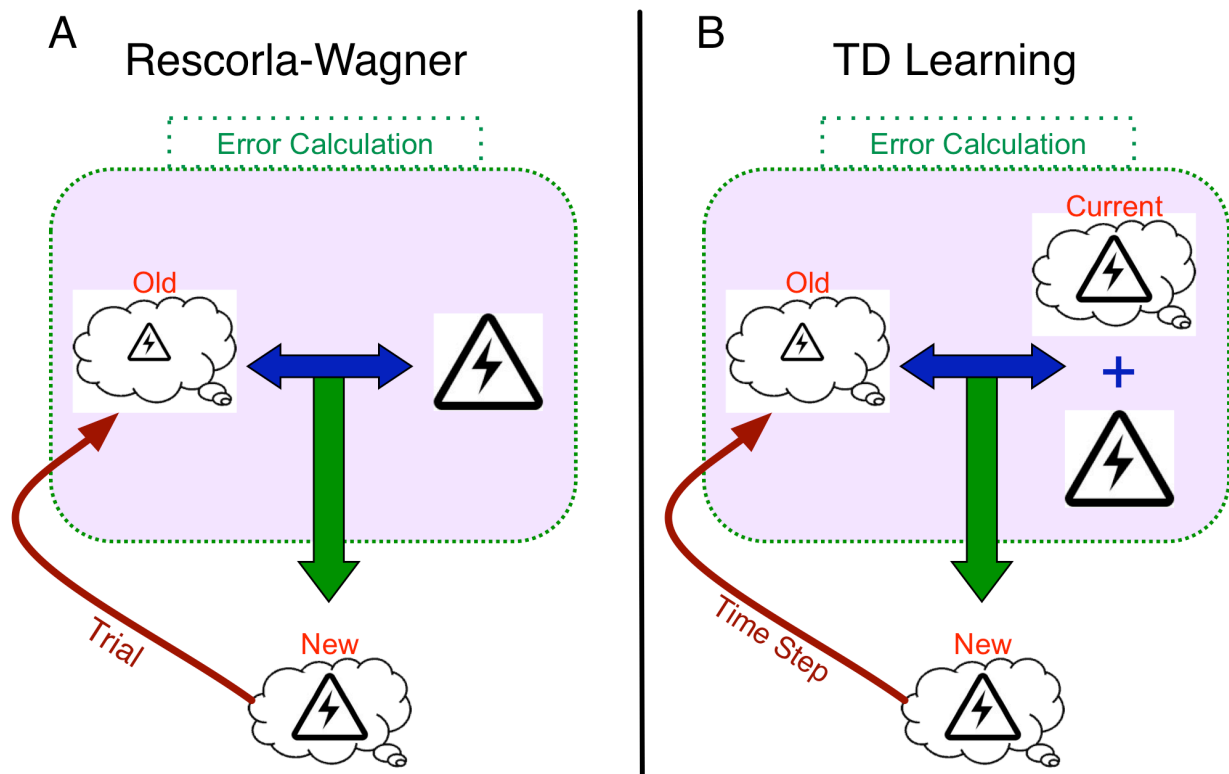 A
Rescorla-Wagner
Error Calculation
Old
Trial
New
B
TD Learning
Error Calculation
Current
Old
+
Time Step
New